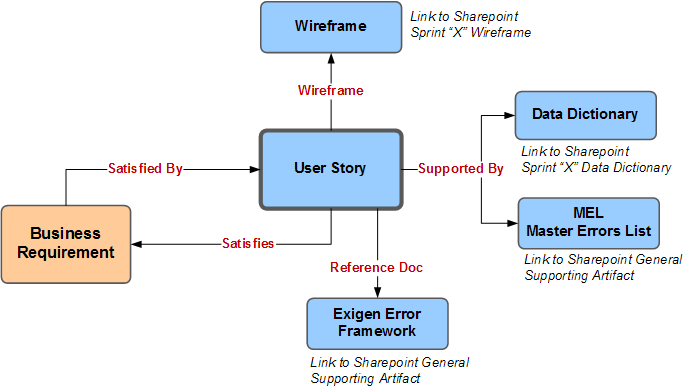 Wireframe
Link to Sharepoint
Sprint “X” Wireframe
Wireframe
Data Dictionary
Link to Sharepoint
Sprint “X” Data Dictionary
User Story
Satisfied By
Supported By
Business
Requirement
Satisfies
MEL
Master Errors List
Link to Sharepoint General
Supporting Artifact
Reference Doc
Exigen Error
Framework
Link to Sharepoint General
Supporting Artifact